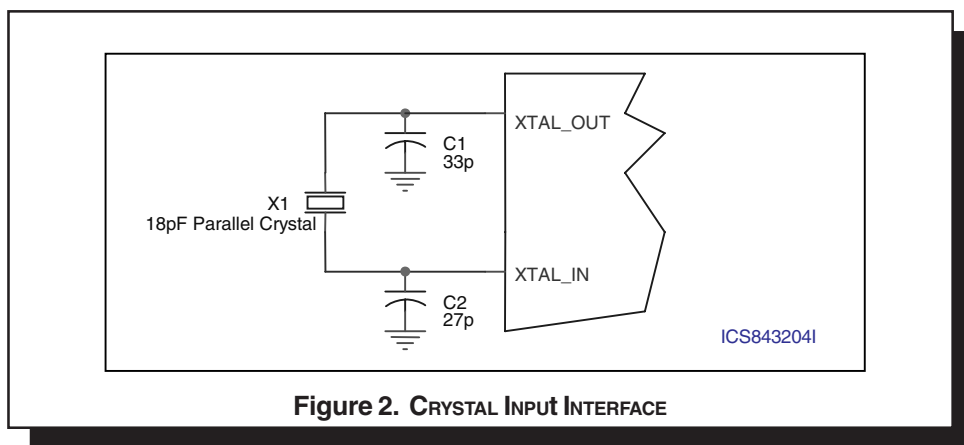 XTAL_OUT
C1
33p
X1
18pF Parallel Crystal
XTAL_IN
C2
27p
ICS843204I
Figure 2. CRYSTAL INPUt INTERFACE